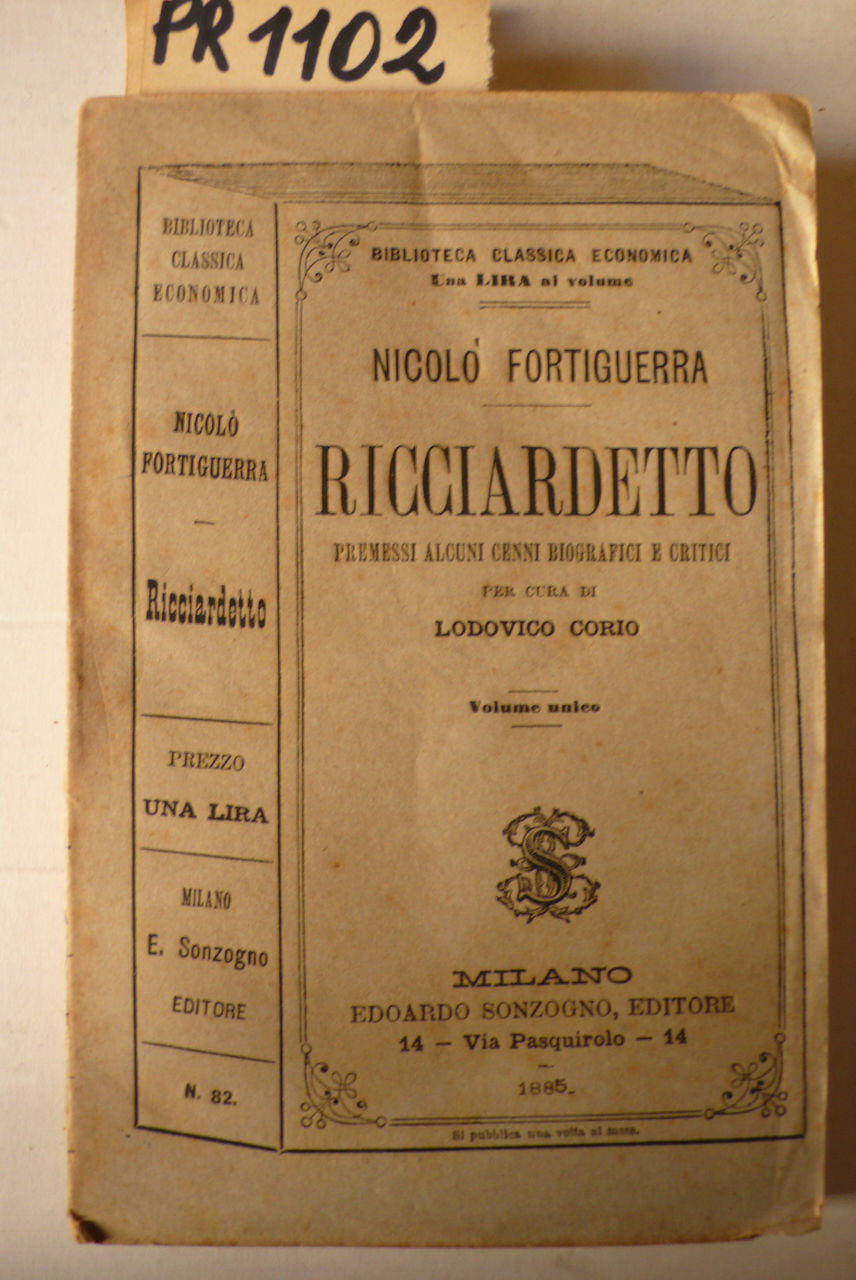 PR 1102
BIBLIOTECA
CLASSICA
ECONOMICA
NICOLÒ
FORTIGUERRA
—
Ricciardetto
PREZZO
UNA LIRA
MILANO
E. Sonzogno
EDITORE
N. 82.
BIBLIOTECA CLASSICA ECONOMICA
Una LIRA al volume
NICOLÒ FORTIGUERRA
RICCIARDETTO
PREMESSI ALCUNI CENNI BIOGRAFICI E CRITICI
PER CURA DI
LODOVICO CORIO
Volume unico
S
MILANO
EDOARDO SONZOGNO, EDITORE
14 — Via Pasquirolo — 14
—
1885.
Si pubblica una volta al mese.